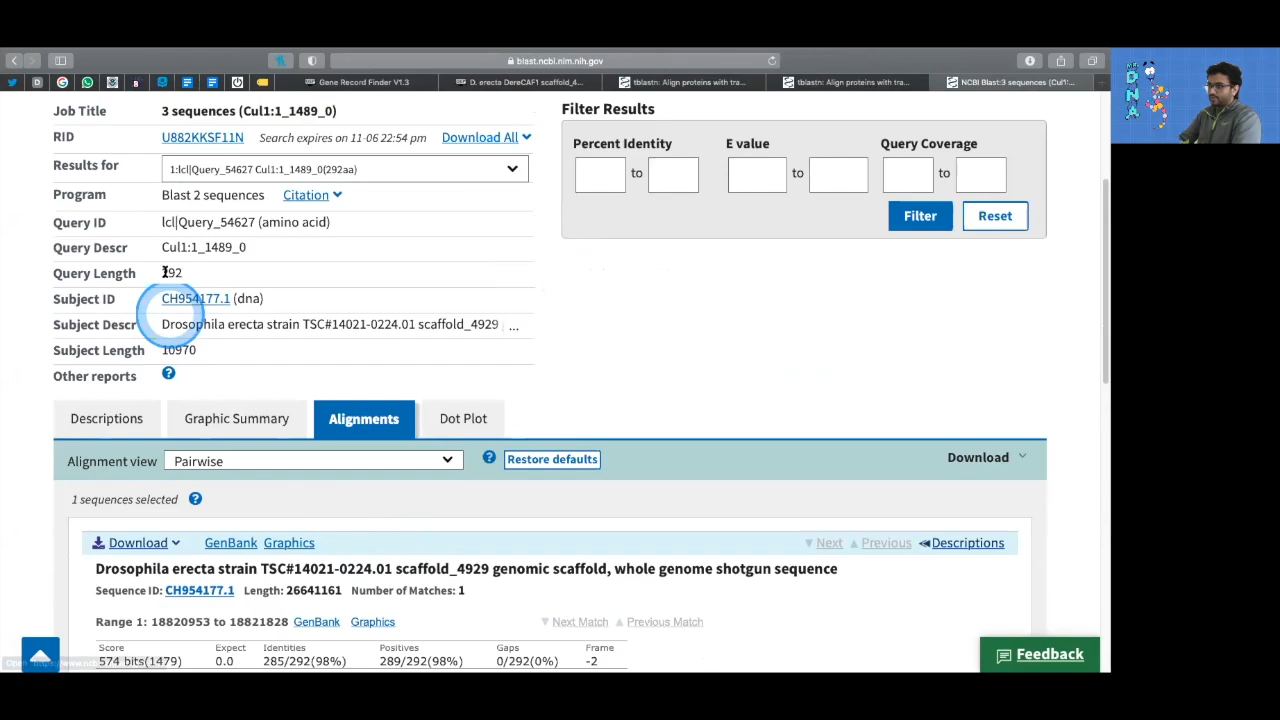 blast.ncbi.nlm.nih.gov
Gene Record Finder V1.3
D. erecta DereCAF1 scaffold_4...
tblastn: Align proteins with tra...
tblastn: Align proteins with tra...
NCBI Blast:3 sequences (Cul1:...
Job Title 3 sequences (Cul1:1_1489_0)
RID U882KKSF11N Search expires on 11-06 22:54 pm Download All
Results for 1:lcl|Query_54627 Cul1:1_1489_0(292aa)
Program Blast 2 sequences Citation
Query ID lcl|Query_54627 (amino acid)
Query Descr Cul1:1_1489_0
Query Length 292
Subject ID CH954177.1 (dna)
Subject Descr Drosophila erecta strain TSC#14021-0224.01 scaffold_4929 ...
Subject Length 10970
Other reports ?
Filter Results
Percent Identity E value Query Coverage
to to to
Filter Reset
Descriptions Graphic Summary Alignments Dot Plot
Alignment view Pairwise ? Restore defaults Download
1 sequences selected ?
Download GenBank Graphics Next Previous Descriptions
Drosophila erecta strain TSC#14021-0224.01 scaffold_4929 genomic scaffold, whole genome shotgun sequence
Sequence ID: CH954177.1 Length: 26641161 Number of Matches: 1
Range 1: 18820953 to 18821828 GenBank Graphics Next Match Previous Match
Score Expect Identities Positives Gaps Frame
574 bits(1479) 0.0 285/292(98%) 289/292(98%) 0/292(0%) -2
Feedback
DNA